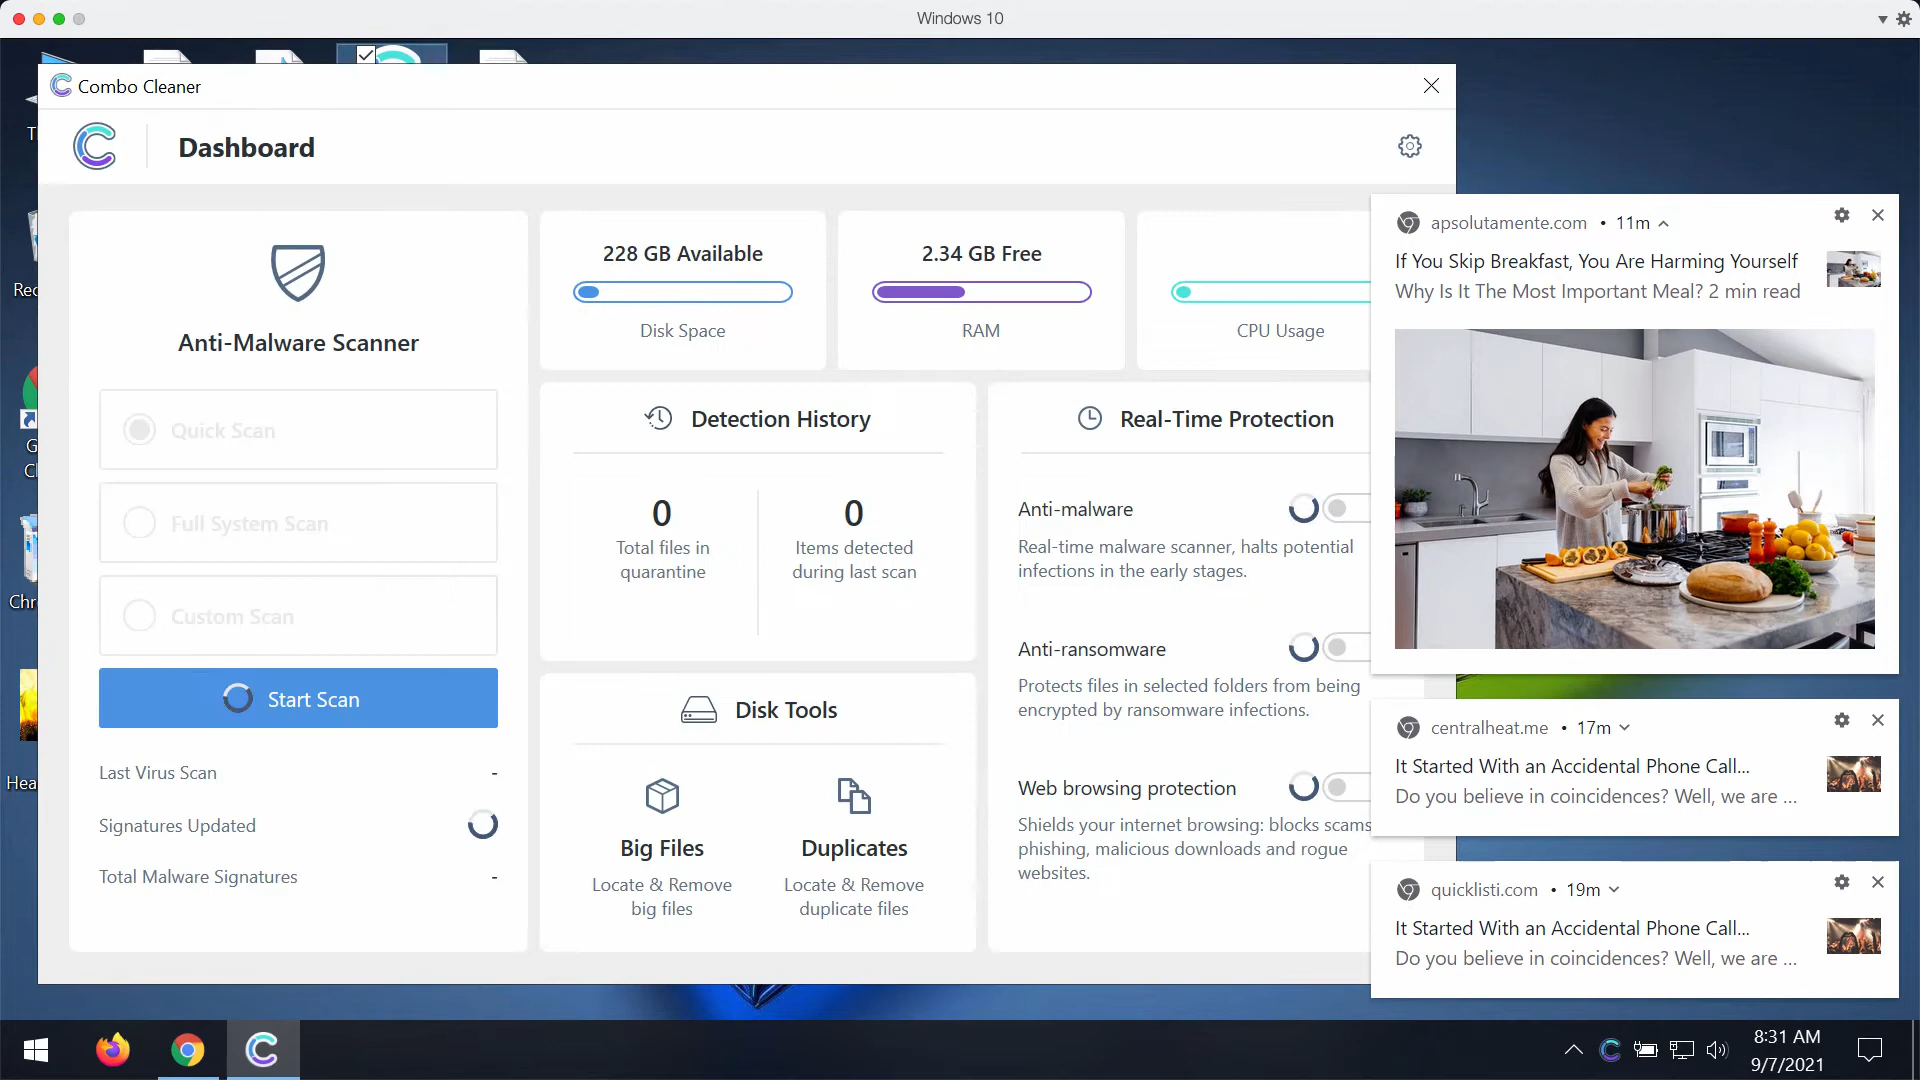 Windows 10
Combo Cleaner
Dashboard
Anti-Malware Scanner
Quick Scan
Full System Scan
Custom Scan
Start Scan
Last Virus Scan -
Signatures Updated
Total Malware Signatures -
228 GB Available
Disk Space
2.34 GB Free
RAM
CPU Usage
Detection History
0
Total files in
quarantine
0
Items detected
during last scan
Disk Tools
Big Files
Locate & Remove
big files
Duplicates
Locate & Remove
duplicate files
Real-Time Protection
Anti-malware
Real-time malware scanner, halts potential
infections in the early stages.
Anti-ransomware
Protects files in selected folders from being
encrypted by ransomware infections.
Web browsing protection
Shields your internet browsing: blocks scams
phishing, malicious downloads and rogue
websites.
apsolutamente.com • 11m
If You Skip Breakfast, You Are Harming Yourself
Why Is It The Most Important Meal? 2 min read
centralheat.me • 17m
It Started With an Accidental Phone Call...
Do you believe in coincidences? Well, we are ...
quicklisti.com • 19m
It Started With an Accidental Phone Call...
Do you believe in coincidences? Well, we are ...
8:31 AM
9/7/2021